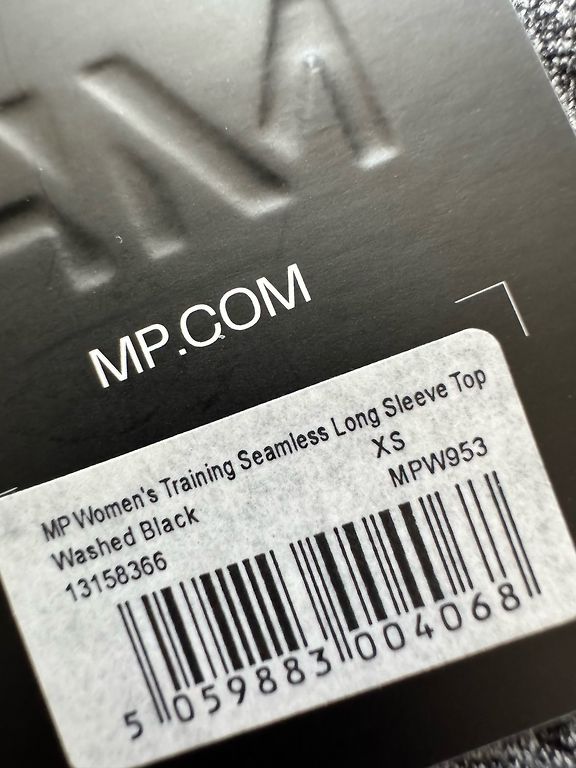 MP.COM
MP Women's Training Seamless Long Sleeve Top
Washed Black XS
13158366 MPW953
5 059883 004068